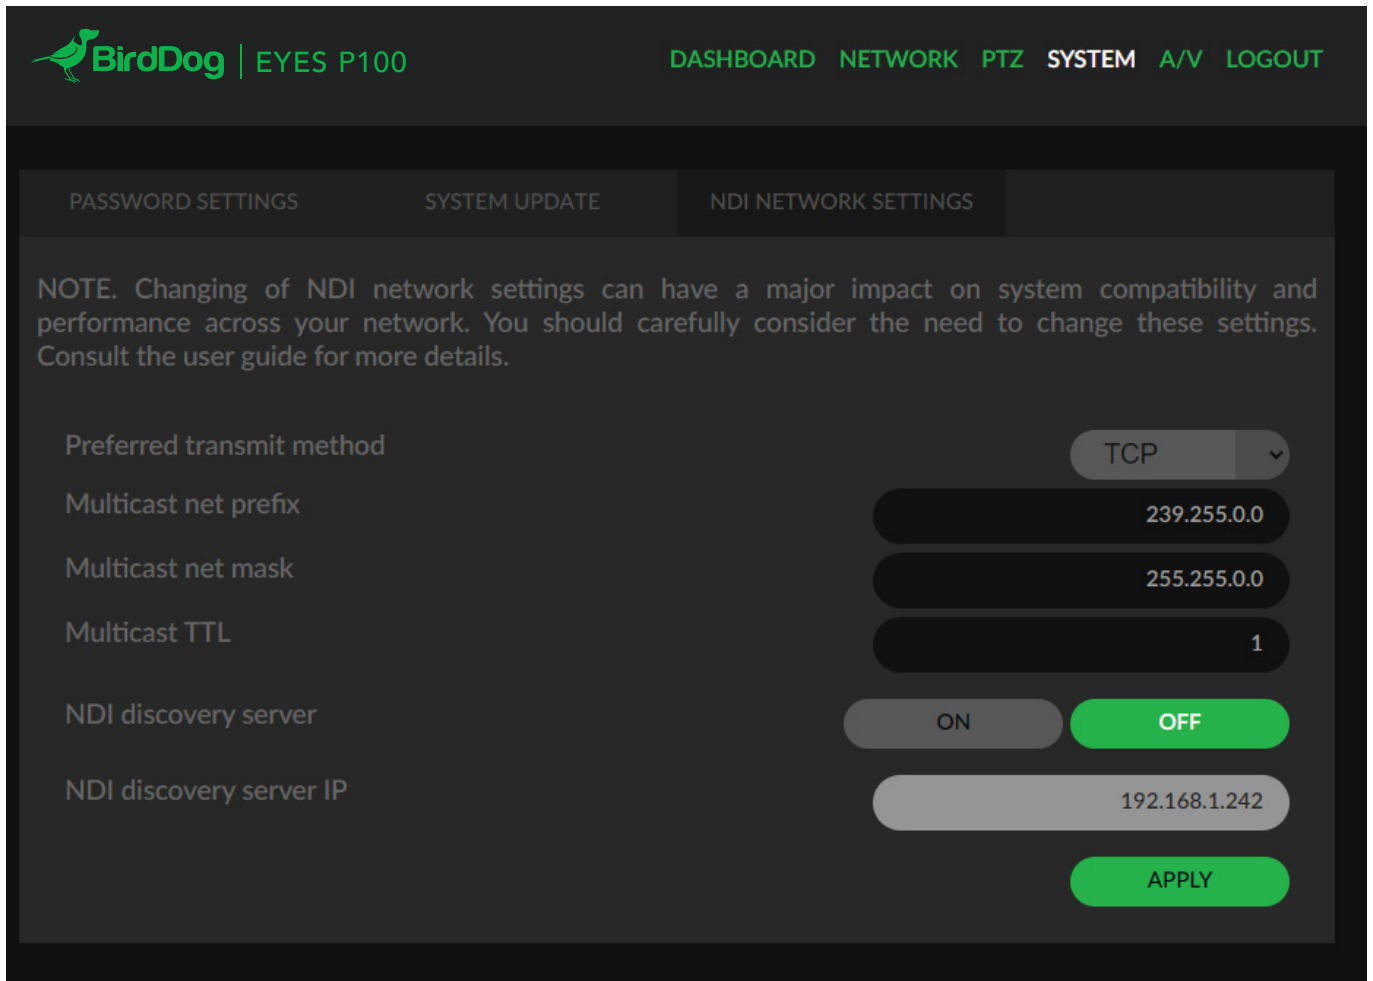 BirdDog | EYES P100
DASHBOARD NETWORK PTZ SYSTEM A/V LOGOUT
PASSWORD SETTINGS SYSTEM UPDATE NDI NETWORK SETTINGS
NOTE. Changing of NDI network settings can have a major impact on system compatibility and
performance across your network. You should carefully consider the need to change these settings.
Consult the user guide for more details.
Preferred transmit method TCP
Multicast net prefix 239.255.0.0
Multicast net mask 255.255.0.0
Multicast TTL 1
NDI discovery server ON OFF
NDI discovery server IP 192.168.1.242
APPLY